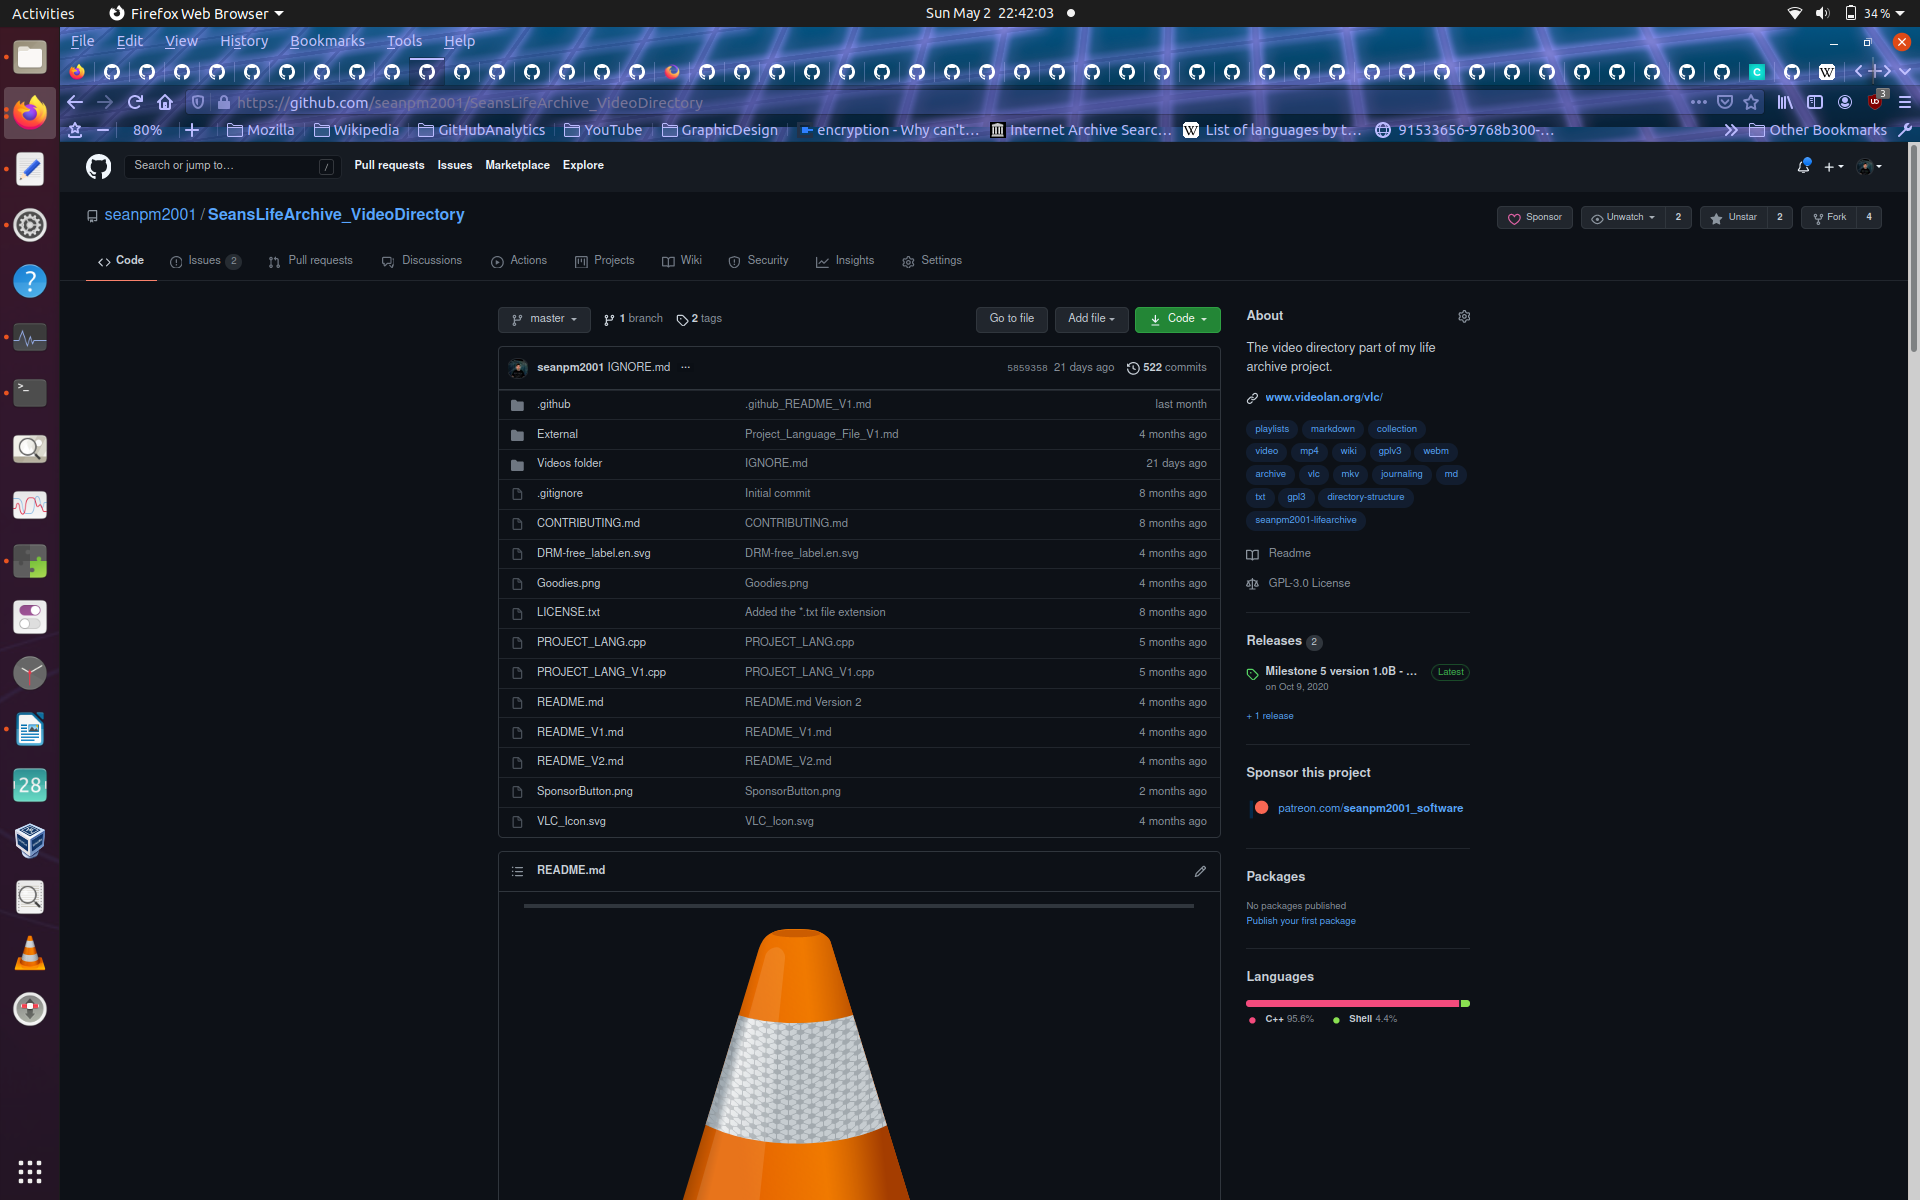 Activities Firefox Web Browser Sun May 2 22:42:03 34 %
File Edit View History Bookmarks Tools Help
https://github.com/seanpm2001/SeansLifeArchive_VideoDirectory 3
80% Mozilla Wikipedia GitHubAnalytics YouTube GraphicDesign encryption - Why can't… Internet Archive Searc… List of languages by t… 91533656-9768b300-… Other Bookmarks
Search or jump to… / Pull requests Issues Marketplace Explore
seanpm2001 / SeansLifeArchive_VideoDirectory Sponsor Unwatch 2 Unstar 2 Fork 4
Code Issues 2 Pull requests Discussions Actions Projects Wiki Security Insights Settings
master 1 branch 2 tags Go to file Add file Code
seanpm2001 IGNORE.md ... 5859358 21 days ago 522 commits
.github .github_README_V1.md last month
External Project_Language_File_V1.md 4 months ago
Videos folder IGNORE.md 21 days ago
.gitignore Initial commit 8 months ago
CONTRIBUTING.md CONTRIBUTING.md 8 months ago
DRM-free_label.en.svg DRM-free_label.en.svg 4 months ago
Goodies.png Goodies.png 4 months ago
LICENSE.txt Added the *.txt file extension 8 months ago
PROJECT_LANG.cpp PROJECT_LANG.cpp 5 months ago
PROJECT_LANG_V1.cpp PROJECT_LANG_V1.cpp 5 months ago
README.md README.md Version 2 4 months ago
README_V1.md README_V1.md 4 months ago
README_V2.md README_V2.md 4 months ago
SponsorButton.png SponsorButton.png 2 months ago
VLC_Icon.svg VLC_Icon.svg 4 months ago
README.md
About
The video directory part of my life
archive project.
www.videolan.org/vlc/
playlists markdown collection
video mp4 wiki gplv3 webm
archive vlc mkv journaling md
txt gpl3 directory-structure
seanpm2001-lifearchive
Readme
GPL-3.0 License
Releases 2
Milestone 5 version 1.0B - … Latest
on Oct 9, 2020
+ 1 release
Sponsor this project
patreon.com/seanpm2001_software
Packages
No packages published
Publish your first package
Languages
C++ 95.6% Shell 4.4%
28